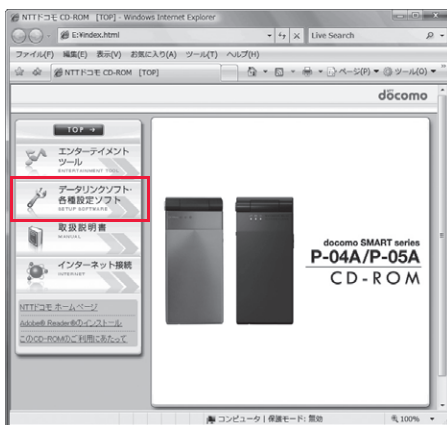 NTTドコモ CD-ROM [TOP] - Windows Internet Explorer
E:¥index.html
Live Search
ファイル(F) 編集(E) 表示(V) お気に入り(A) ツール(T) ヘルプ(H)
NTTドコモ CD-ROM [TOP]
ページ(P)
ツール(O)
döcomo
TOP
エンターテイメント
ツール
ENTERTAINMENT TOOL
データリンクソフト・
各種設定ソフト
SETUP SOFTWARE
取扱説明書
MANUAL
インターネット接続
INTERNET
NTTドコモ ホームページ
Adobe® Reader®のインストール
このCD-ROMのご利用にあたって
docomo SMART series
P-04A/P-05A
CD-ROM
コンピュータ | 保護モード: 無効
100%